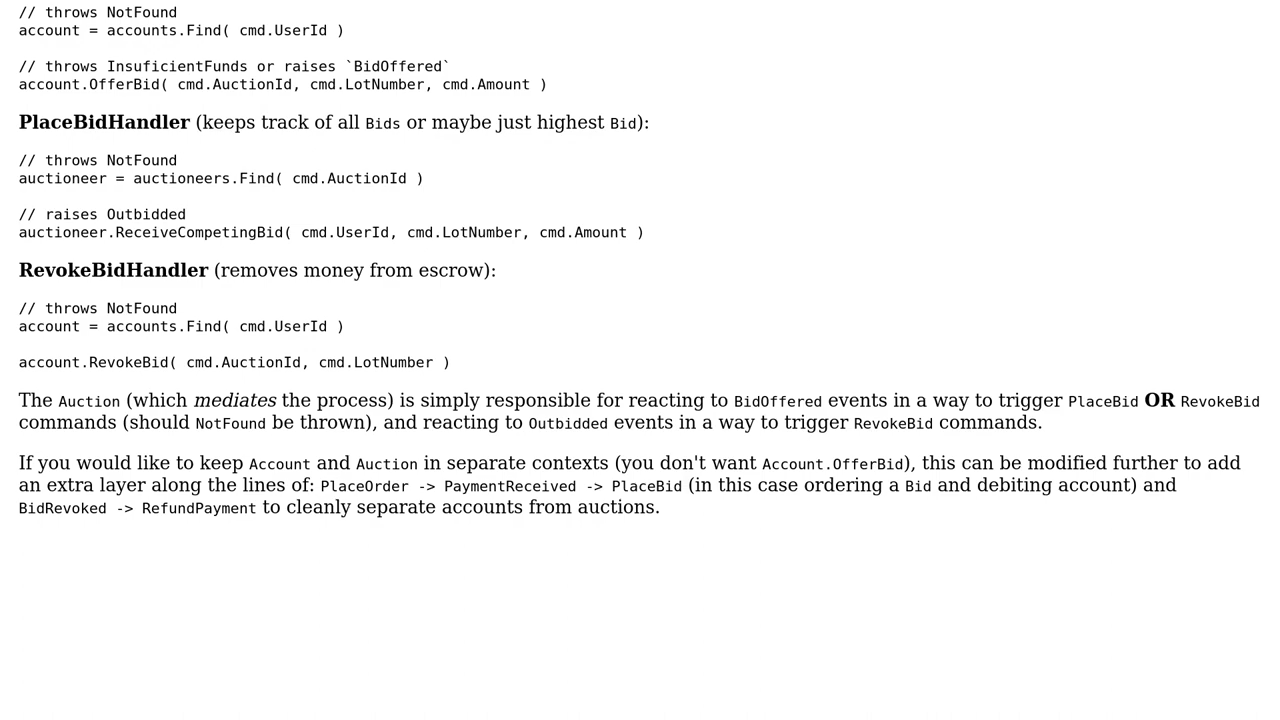 // throws NotFound
account = accounts.Find( cmd.UserId )
// throws InsuficientFunds or raises `BidOffered`
account.OfferBid( cmd.AuctionId, cmd.LotNumber, cmd.Amount )
PlaceBidHandler (keeps track of all Bids or maybe just highest Bid):
// throws NotFound
auctioneer = auctioneers.Find( cmd.AuctionId )
// raises Outbidded
auctioneer.ReceiveCompetingBid( cmd.UserId, cmd.LotNumber, cmd.Amount )
RevokeBidHandler (removes money from escrow):
// throws NotFound
account = accounts.Find( cmd.UserId )
account.RevokeBid( cmd.AuctionId, cmd.LotNumber )
The Auction (which mediates the process) is simply responsible for reacting to BidOffered events in a way to trigger PlaceBid OR RevokeBid
commands (should NotFound be thrown), and reacting to Outbidded events in a way to trigger RevokeBid commands.
If you would like to keep Account and Auction in separate contexts (you don't want Account.OfferBid), this can be modified further to add
an extra layer along the lines of: PlaceOrder -> PaymentReceived -> PlaceBid (in this case ordering a Bid and debiting account) and
BidRevoked -> RefundPayment to cleanly separate accounts from auctions.